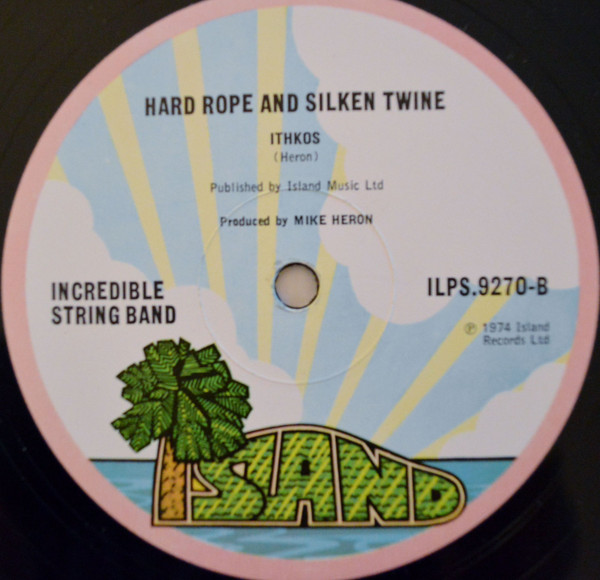 HARD ROPE AND SILKEN TWINE
ITHKOS
(Heron)
Published by Island Music Ltd
Produced by MIKE HERON
INCREDIBLE
STRING BAND
ILPS.9270-B
℗ 1974 Island
Records Ltd
ISLAND